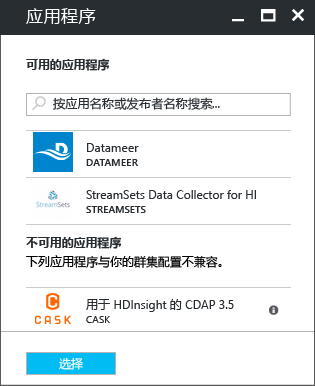 应用程序
可用的应用程序
按应用名称或发布者名称搜索...
Datameer
DATAMEER
StreamSets
StreamSets Data Collector for HI
STREAMSETS
不可用的应用程序
下列应用程序与你的群集配置不兼容。
CASK
用于 HDInsight 的 CDAP 3.5
CASK
选择